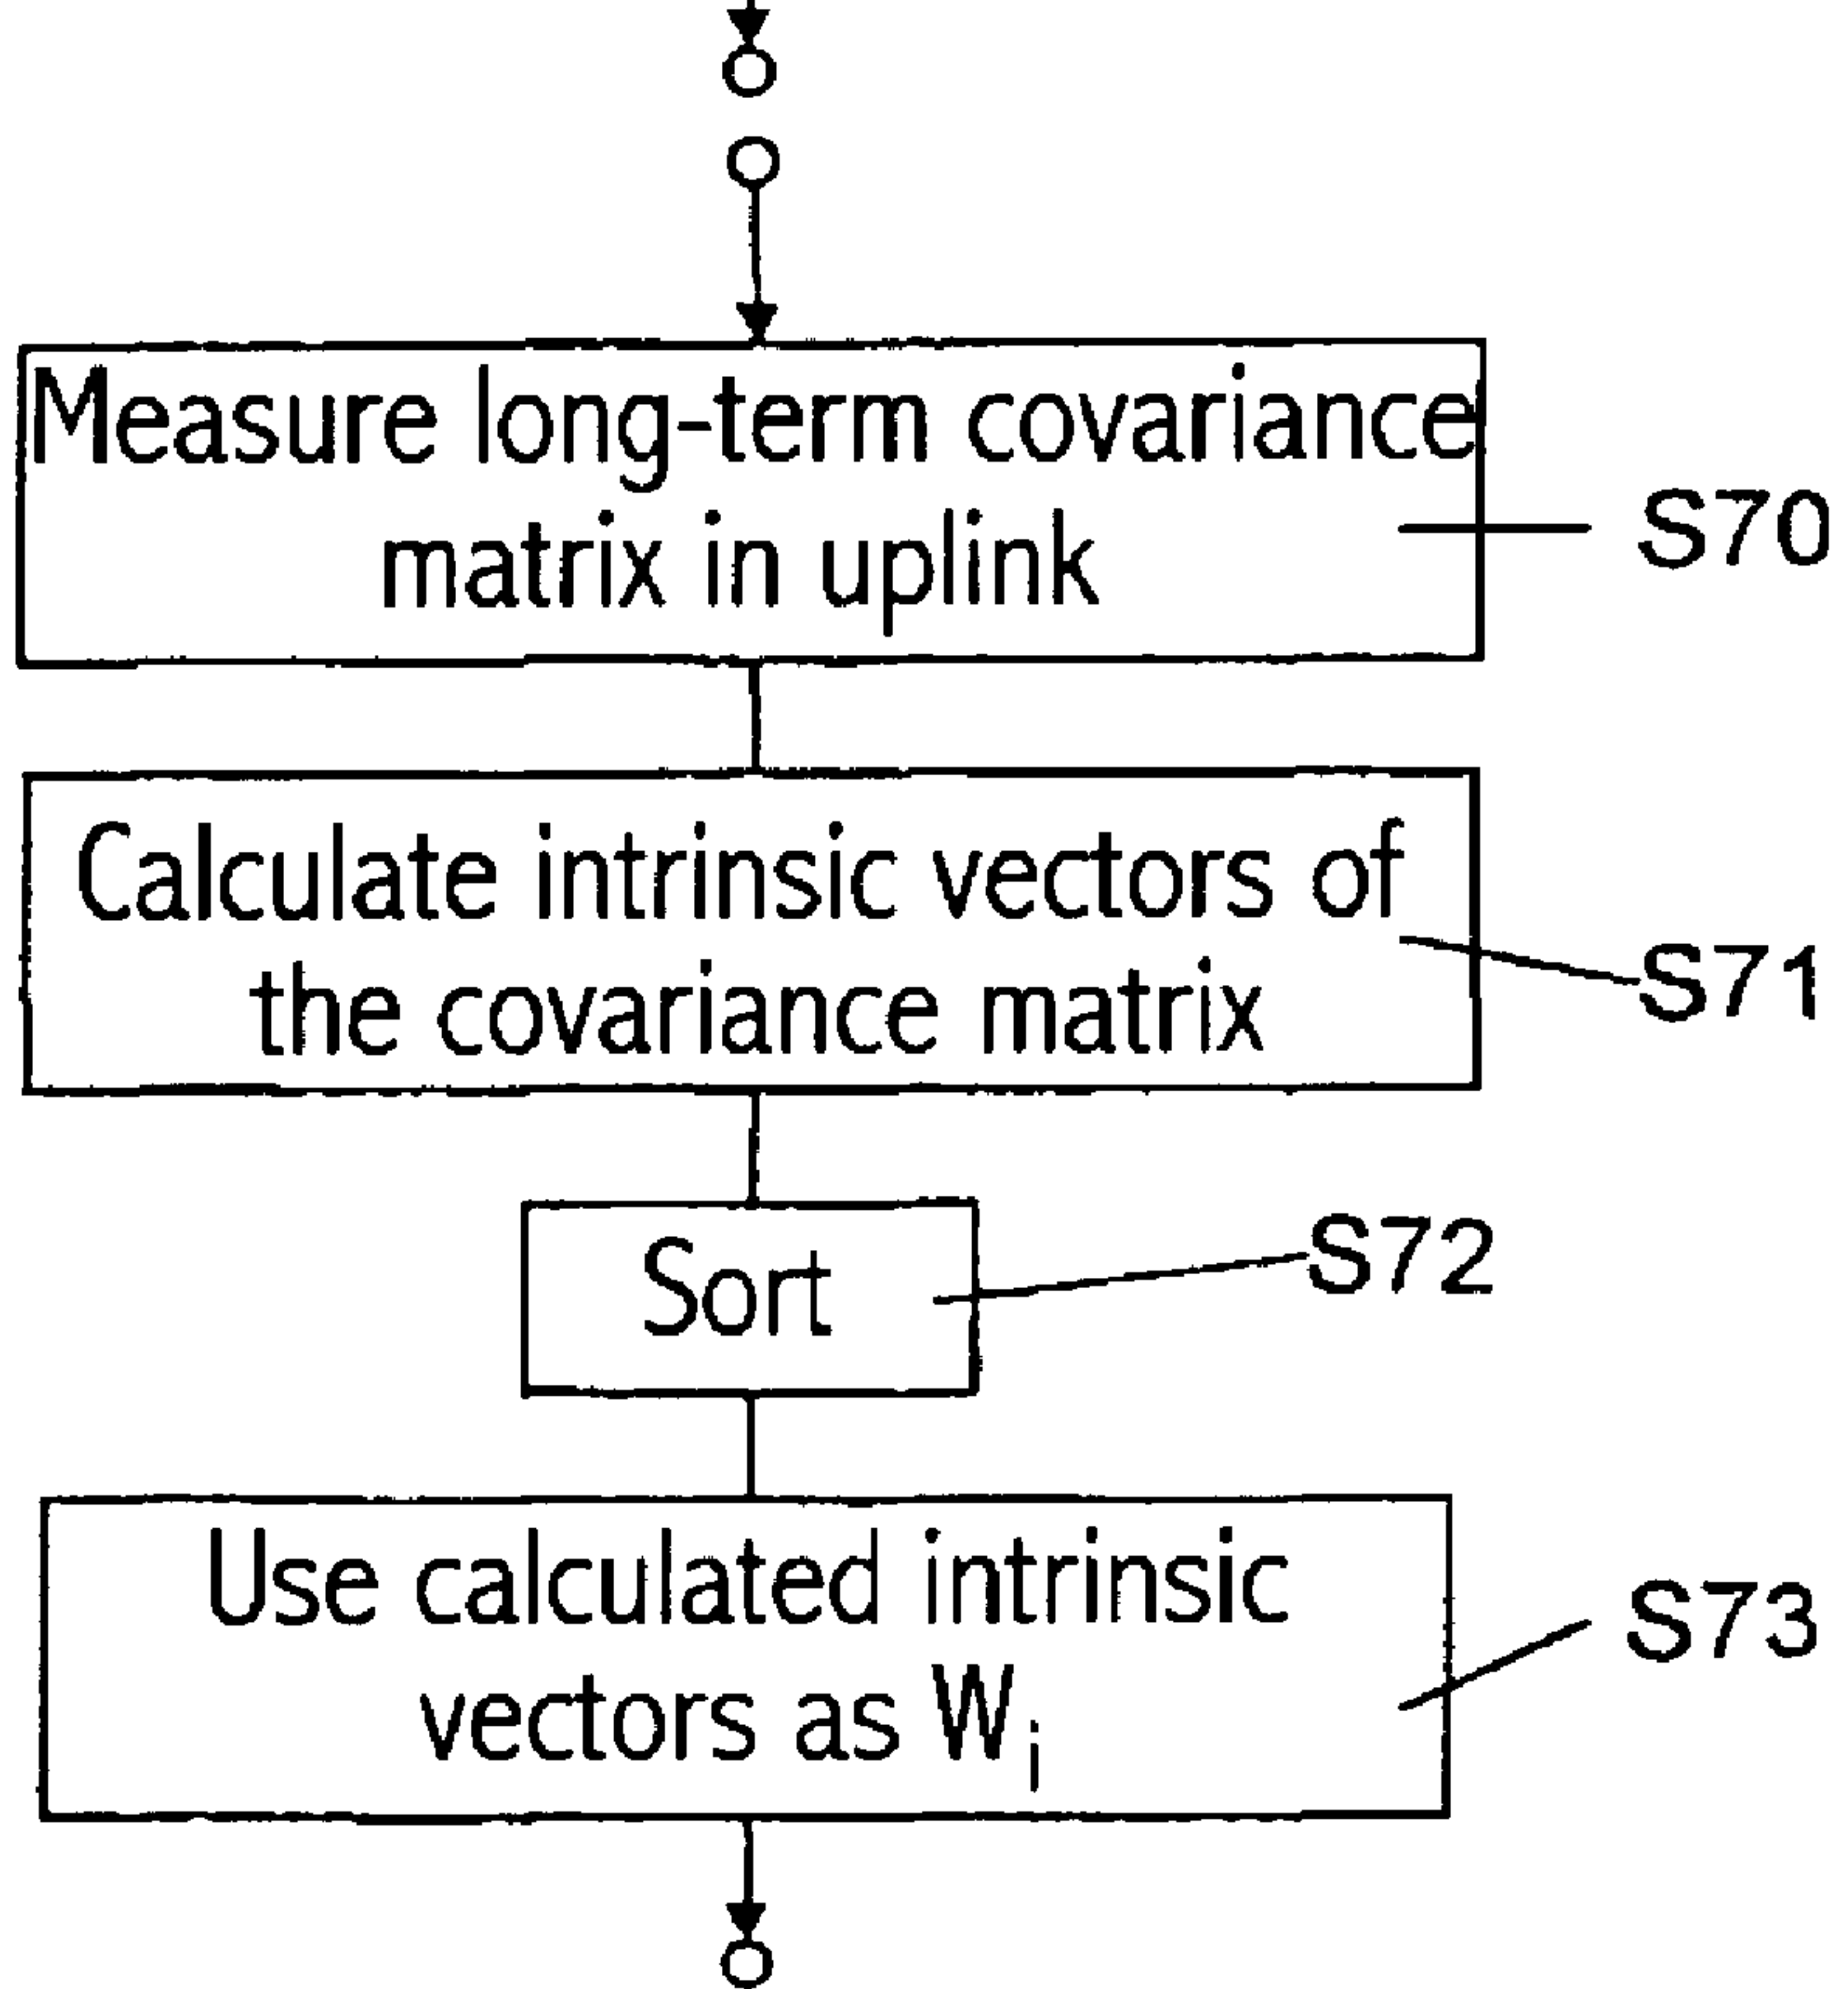 Measure long-term covariance
matrix in uplink
S70
Calculate intrinsic vectors of
the covariance matrix
S71
Sort
S72
Use calculated intrinsic
vectors as Wi
S73